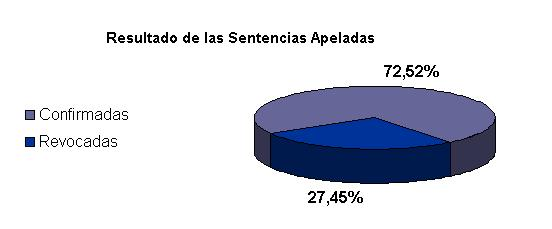 Resultado de las Sentencias Apeladas
72,52%
Confirmadas
Revocadas
27,45%